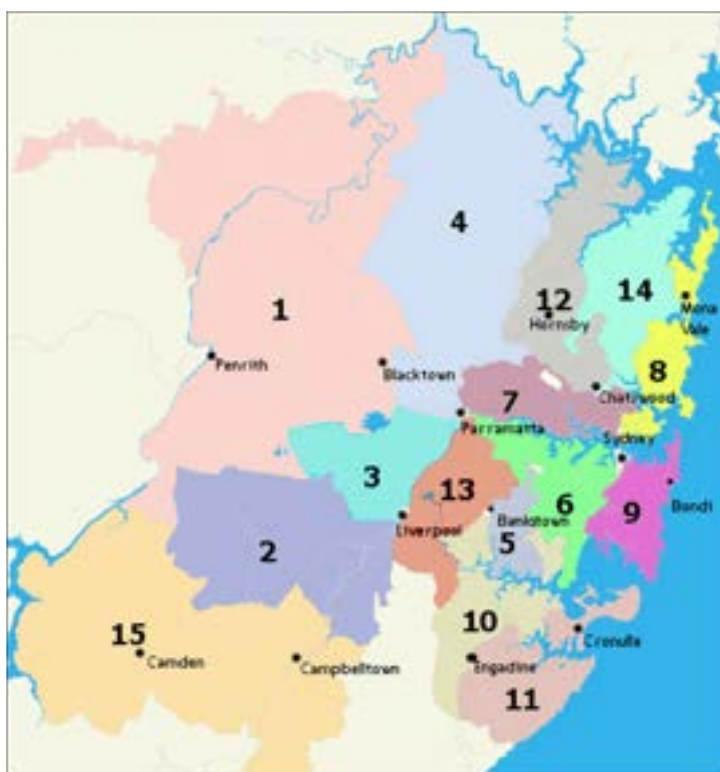 4
12
14
1
Hornsby
Mona
Vale
Penrith
Blacktown
8
7
Chatswood
Parramatta
Sydney
3
13
6
9
Bondi
Liverpool
Bankstown
2
5
15
10
Camden
Campbelltown
Engadine
Cronulla
11